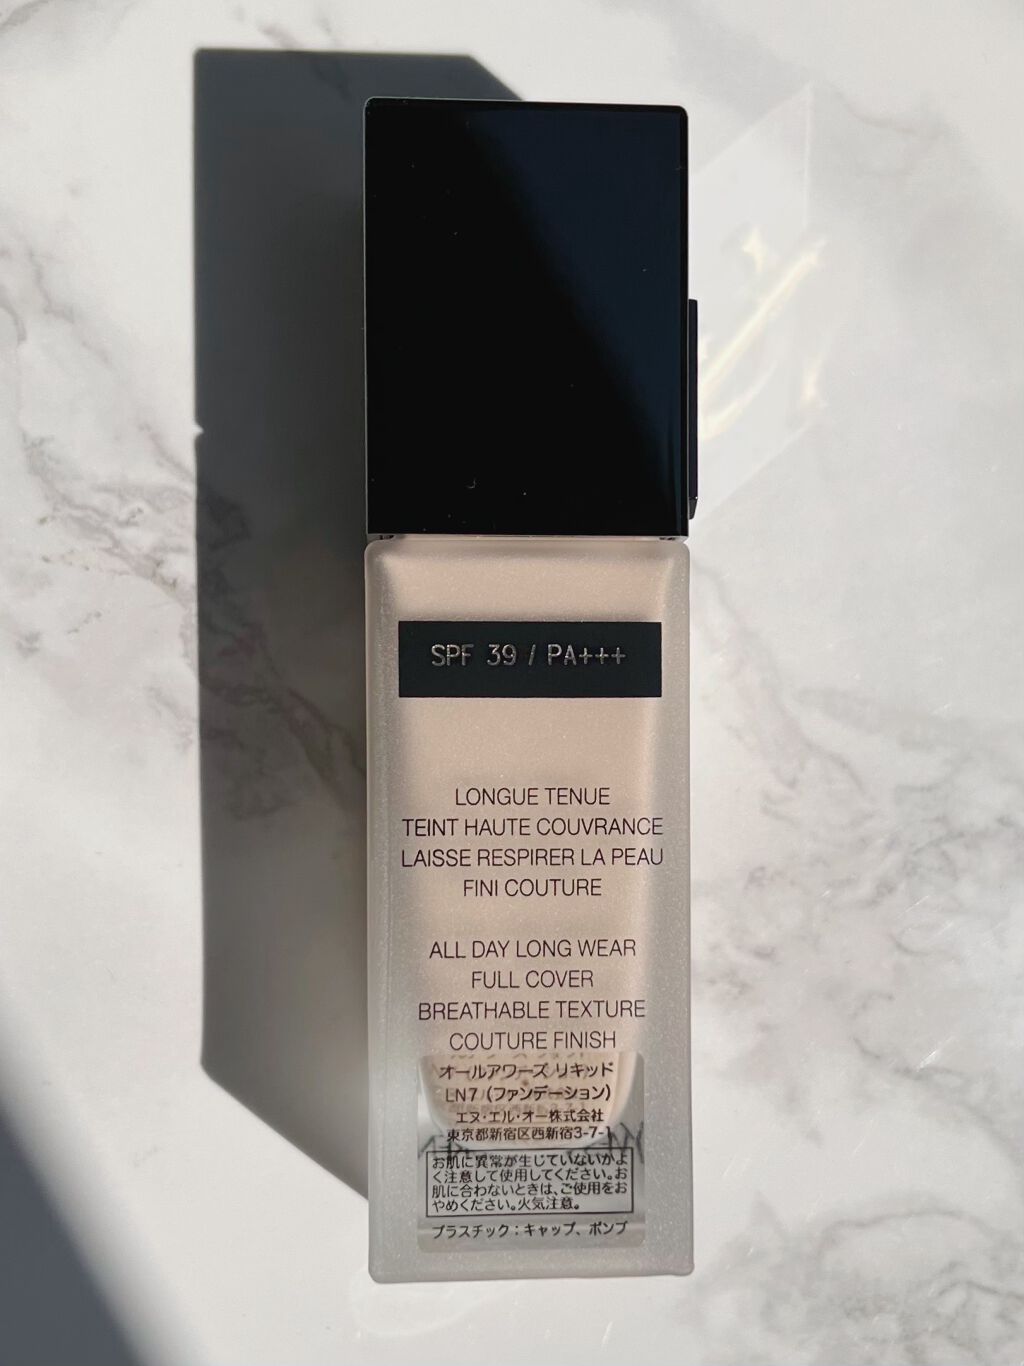 SPF 39 / PA+++
LONGUE TENUE
TEINT HAUTE COUVRANCE
LAISSE RESPIRER LA PEAU
FINI COUTURE
ALL DAY LONG WEAR
FULL COVER
BREATHABLE TEXTURE
COUTURE FINISH
オールアワーズ リキッド
LN7 (ファンデーション)
エヌ・エル・オー株式会社
東京都新宿区西新宿3-7-1
お肌に異常が生じていないかよ
く注意して使用してください。お
肌に合わないときは、ご使用をお
やめください。火気注意。
プラスチック：キャップ、ポンプ